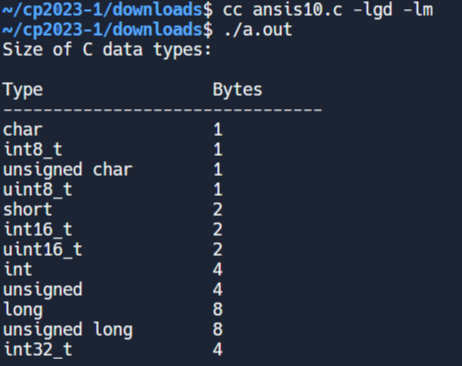 ~/cp2023-1/downloads$ cc ansis10.c -lgd -lm
~/cp2023-1/downloads$ ./a.out
Size of C data types:
Type Bytes
--------------------------------
char 1
int8_t 1
unsigned char 1
uint8_t 1
short 2
int16_t 2
uint16_t 2
int 4
unsigned 4
long 8
unsigned long 8
int32_t 4